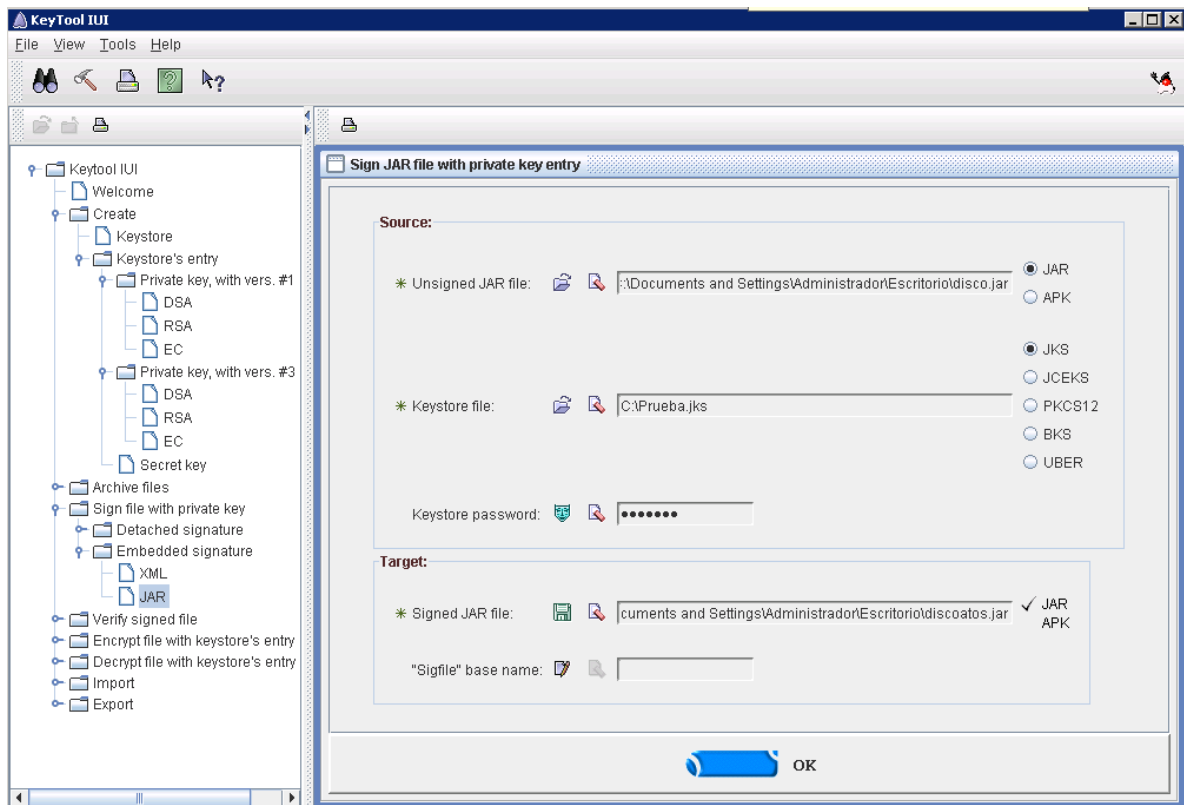 KeyTool IUI
File View Tools Help
Keytool IUI
Welcome
Create
Keystore
Keystore's entry
Private key, with vers. #1
DSA
RSA
EC
Private key, with vers. #3
DSA
RSA
EC
Secret key
Archive files
Sign file with private key
Detached signature
Embedded signature
XML
JAR
Verify signed file
Encrypt file with keystore's entry
Decrypt file with keystore's entry
Import
Export
Sign JAR file with private key entry
Source:
Unsigned JAR file: :\Documents and Settings\Administrador\Escritorio\disco.jar
JAR
APK
JKS
JCEKS
Keystore file: C:\Prueba.jks PKCS12
BKS
UBER
Keystore password: •••••••
Target:
Signed JAR file: cuments and Settings\Administrador\Escritorio\discoatos.jar
JAR
APK
"Sigfile" base name:
OK